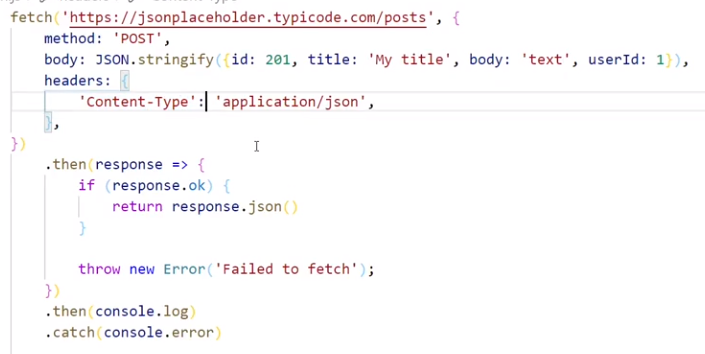 fetch('https://jsonplaceholder.typicode.com/posts', {
    method: 'POST',
    body: JSON.stringify({id: 201, title: 'My title', body: 'text', userId: 1}),
    headers: {
        'Content-Type': 'application/json',
    },
})
    .then(response => {
        if (response.ok) {
            return response.json()
        }

        throw new Error('Failed to fetch');
    })
    .then(console.log)
    .catch(console.error)